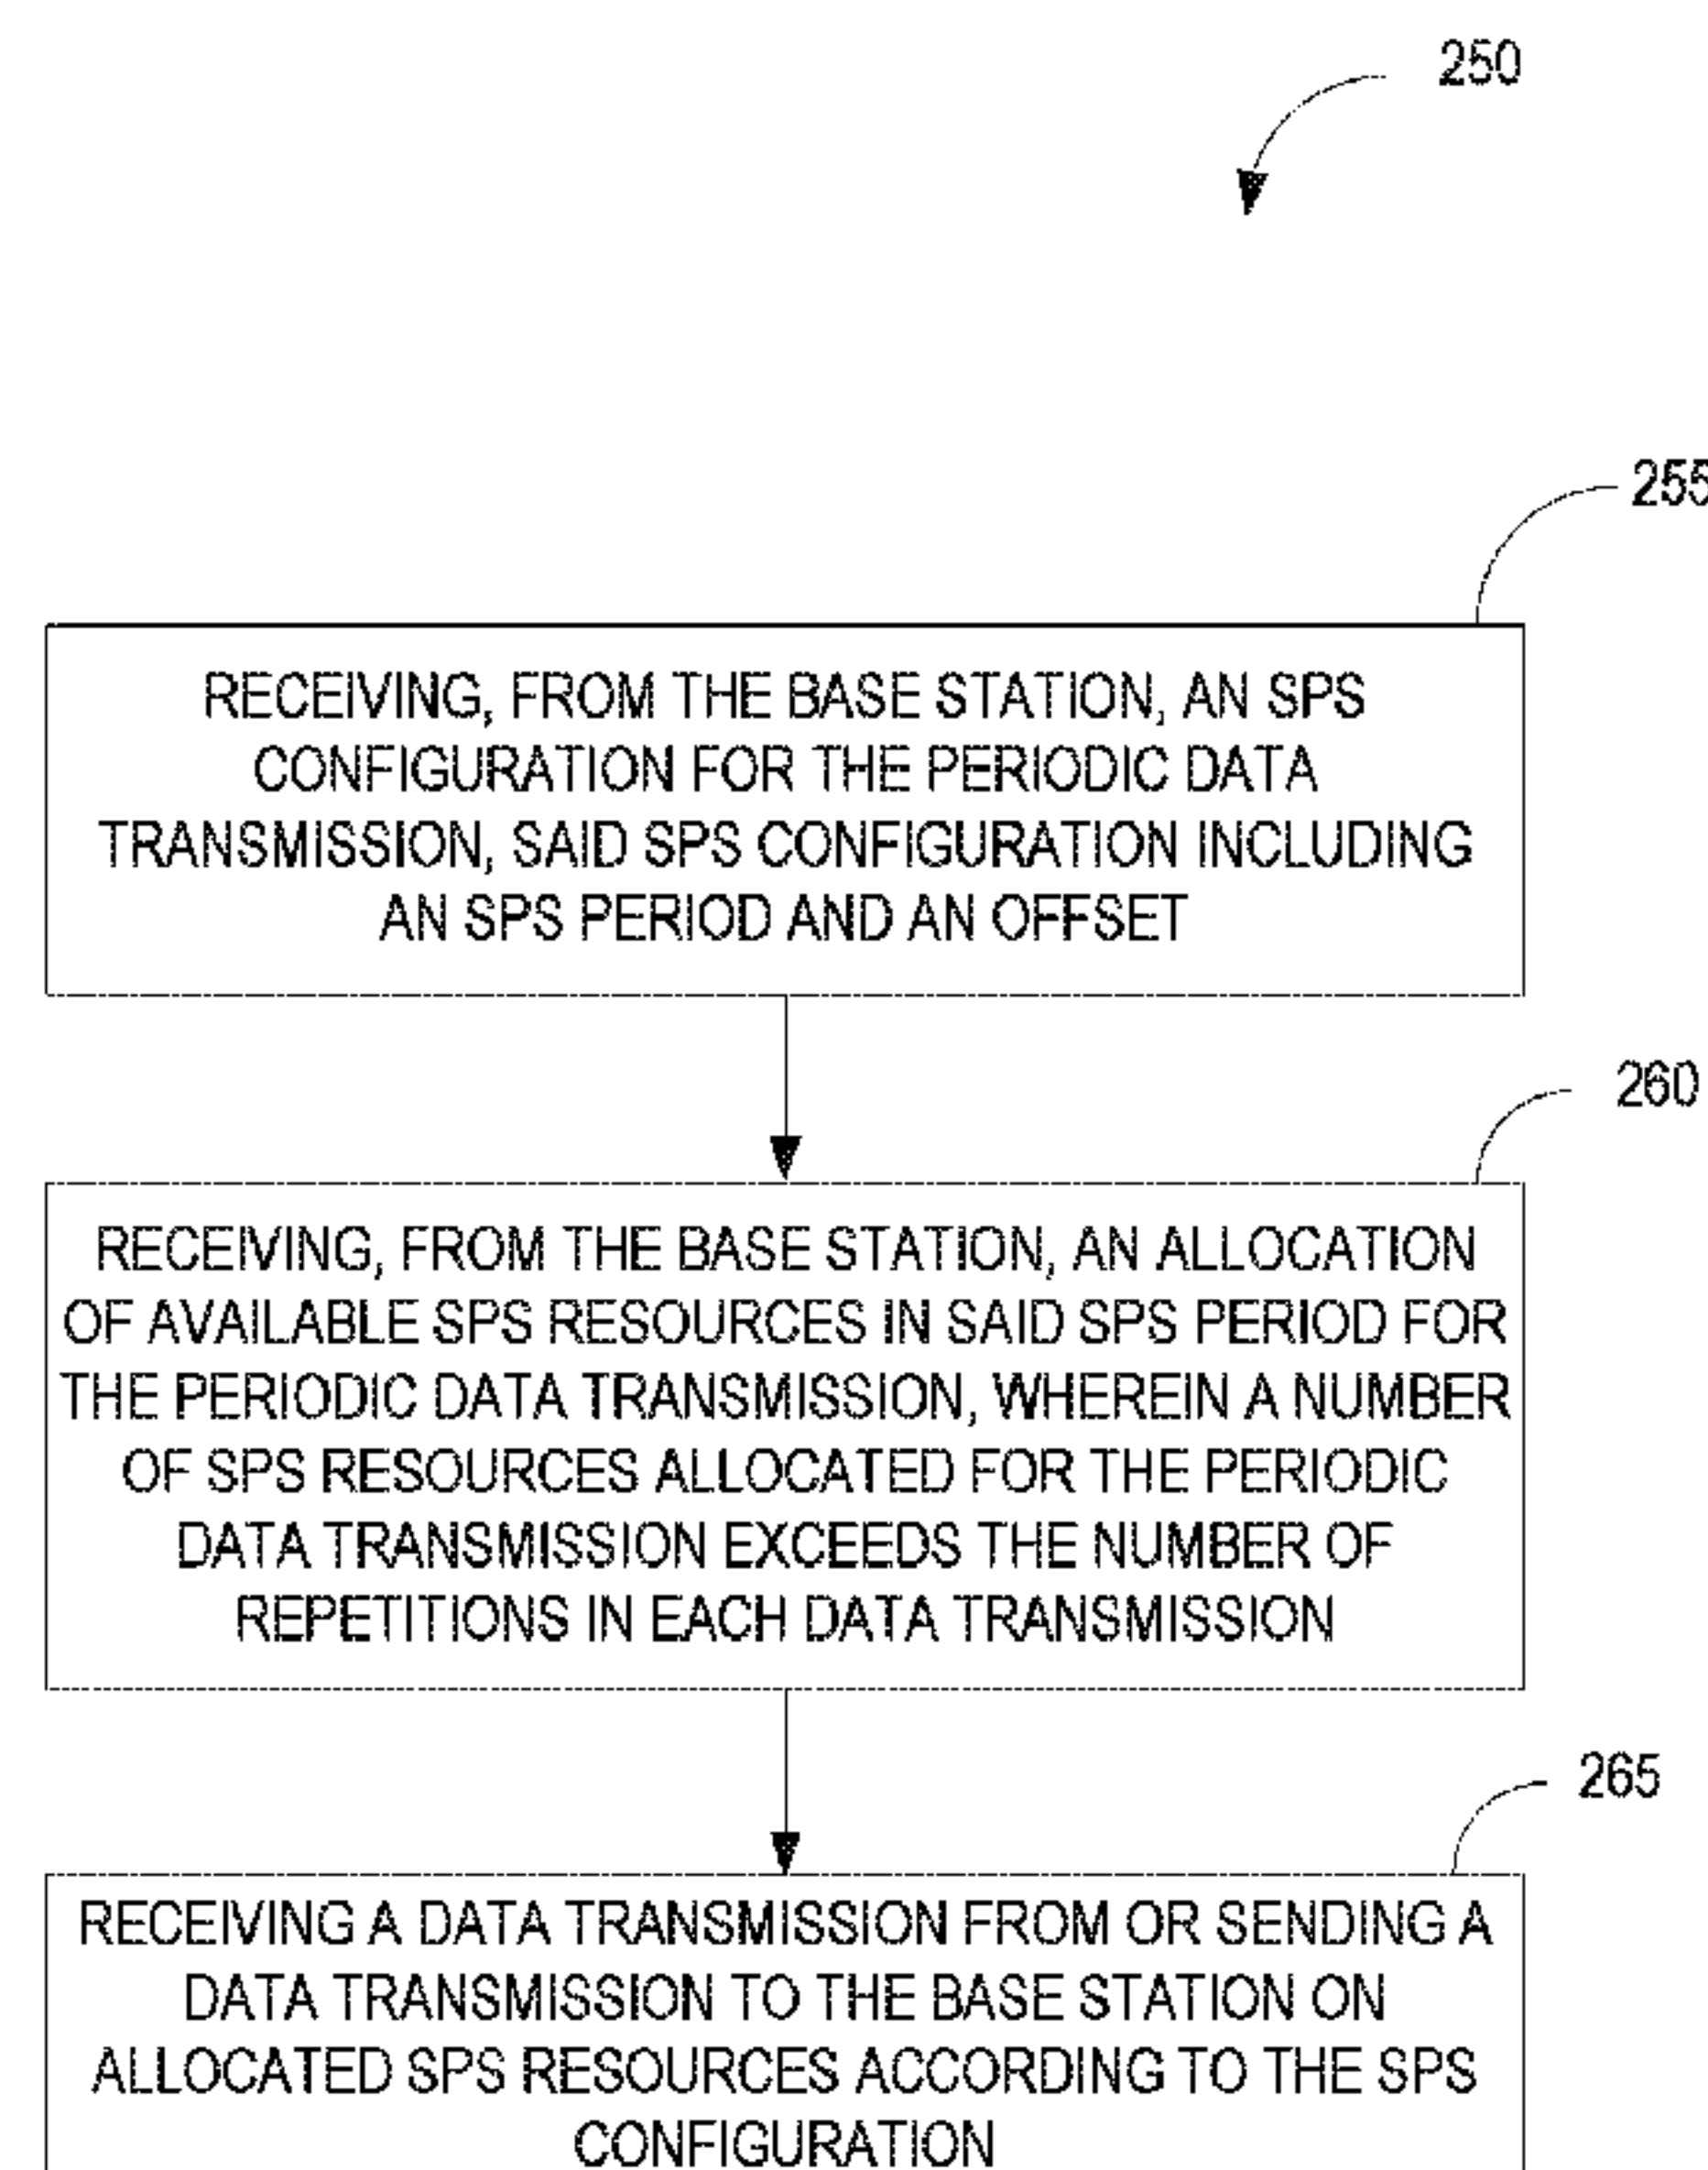 250
255
RECEIVING, FROM THE BASE STATION, AN SPS
CONFIGURATION FOR THE PERIODIC DATA
TRANSMISSION, SAID SPS CONFIGURATION INCLUDING
AN SPS PERIOD AND AN OFFSET
260
RECEIVING, FROM THE BASE STATION, AN ALLOCATION
OF AVAILABLE SPS RESOURCES IN SAID SPS PERIOD FOR
THE PERIODIC DATA TRANSMISSION, WHEREIN A NUMBER
OF SPS RESOURCES ALLOCATED FOR THE PERIODIC
DATA TRANSMISSION EXCEEDS THE NUMBER OF
REPETITIONS IN EACH DATA TRANSMISSION
265
RECEIVING A DATA TRANSMISSION FROM OR SENDING A
DATA TRANSMISSION TO THE BASE STATION ON
ALLOCATED SPS RESOURCES ACCORDING TO THE SPS
CONFIGURATION